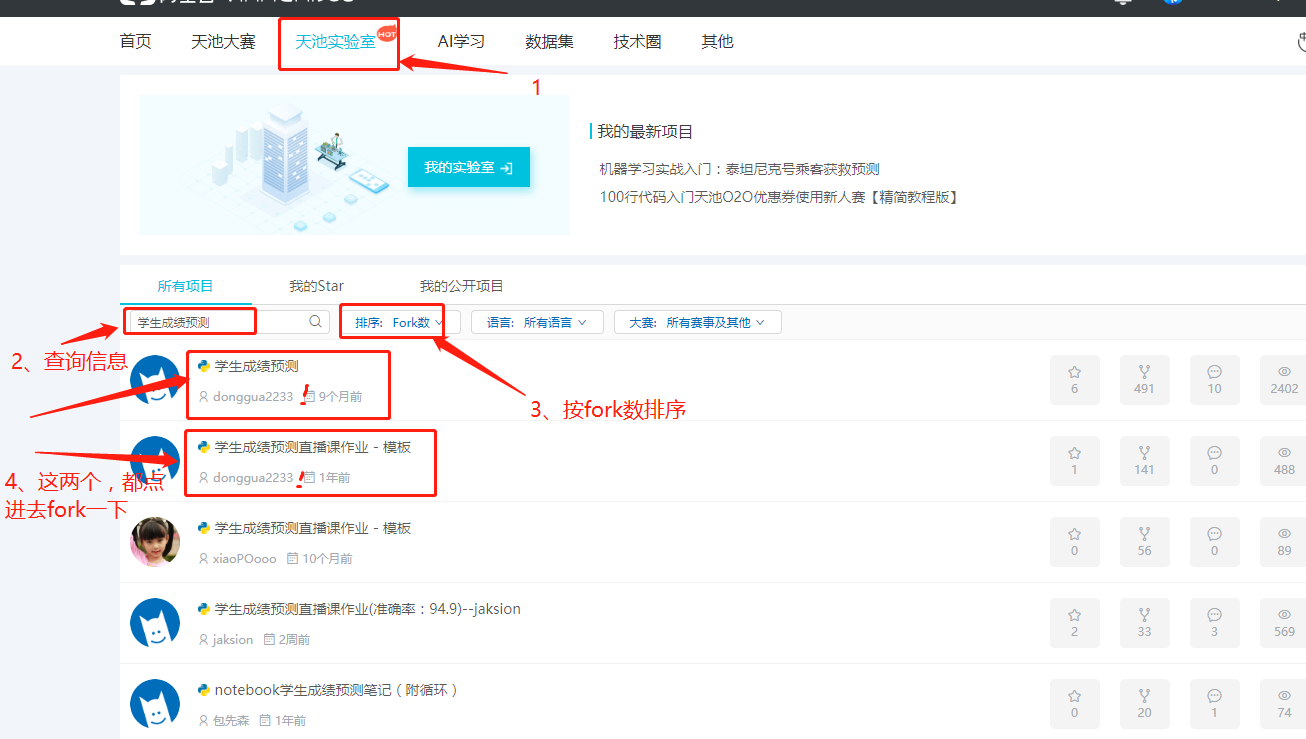 首页 天池大赛 天池实验室 HOT AI学习 数据集 技术圈 其他
1
我的最新项目
我的实验室
机器学习实战入门：泰坦尼克号乘客获救预测
100行代码入门天池O2O优惠券使用新人赛【精简教程版】
所有项目 我的Star 我的公开项目
学生成绩预测 排序: Fork数 语言: 所有语言 大赛: 所有赛事及其他
2、查询信息
学生成绩预测
donggua2233 9个月前
6 491 10 2402
3、按fork数排序
学生成绩预测直播课作业 - 模板
donggua2233 1年前
1 141 0 488
4、这两个，都点
进去fork一下
学生成绩预测直播课作业 - 模板
xiaoPOooo 10个月前
0 56 0 89
学生成绩预测直播课作业(准确率：94.9)--jaksion
jaksion 2周前
2 33 3 569
notebook学生成绩预测笔记（附循环）
包先森 1年前
0 20 1 74